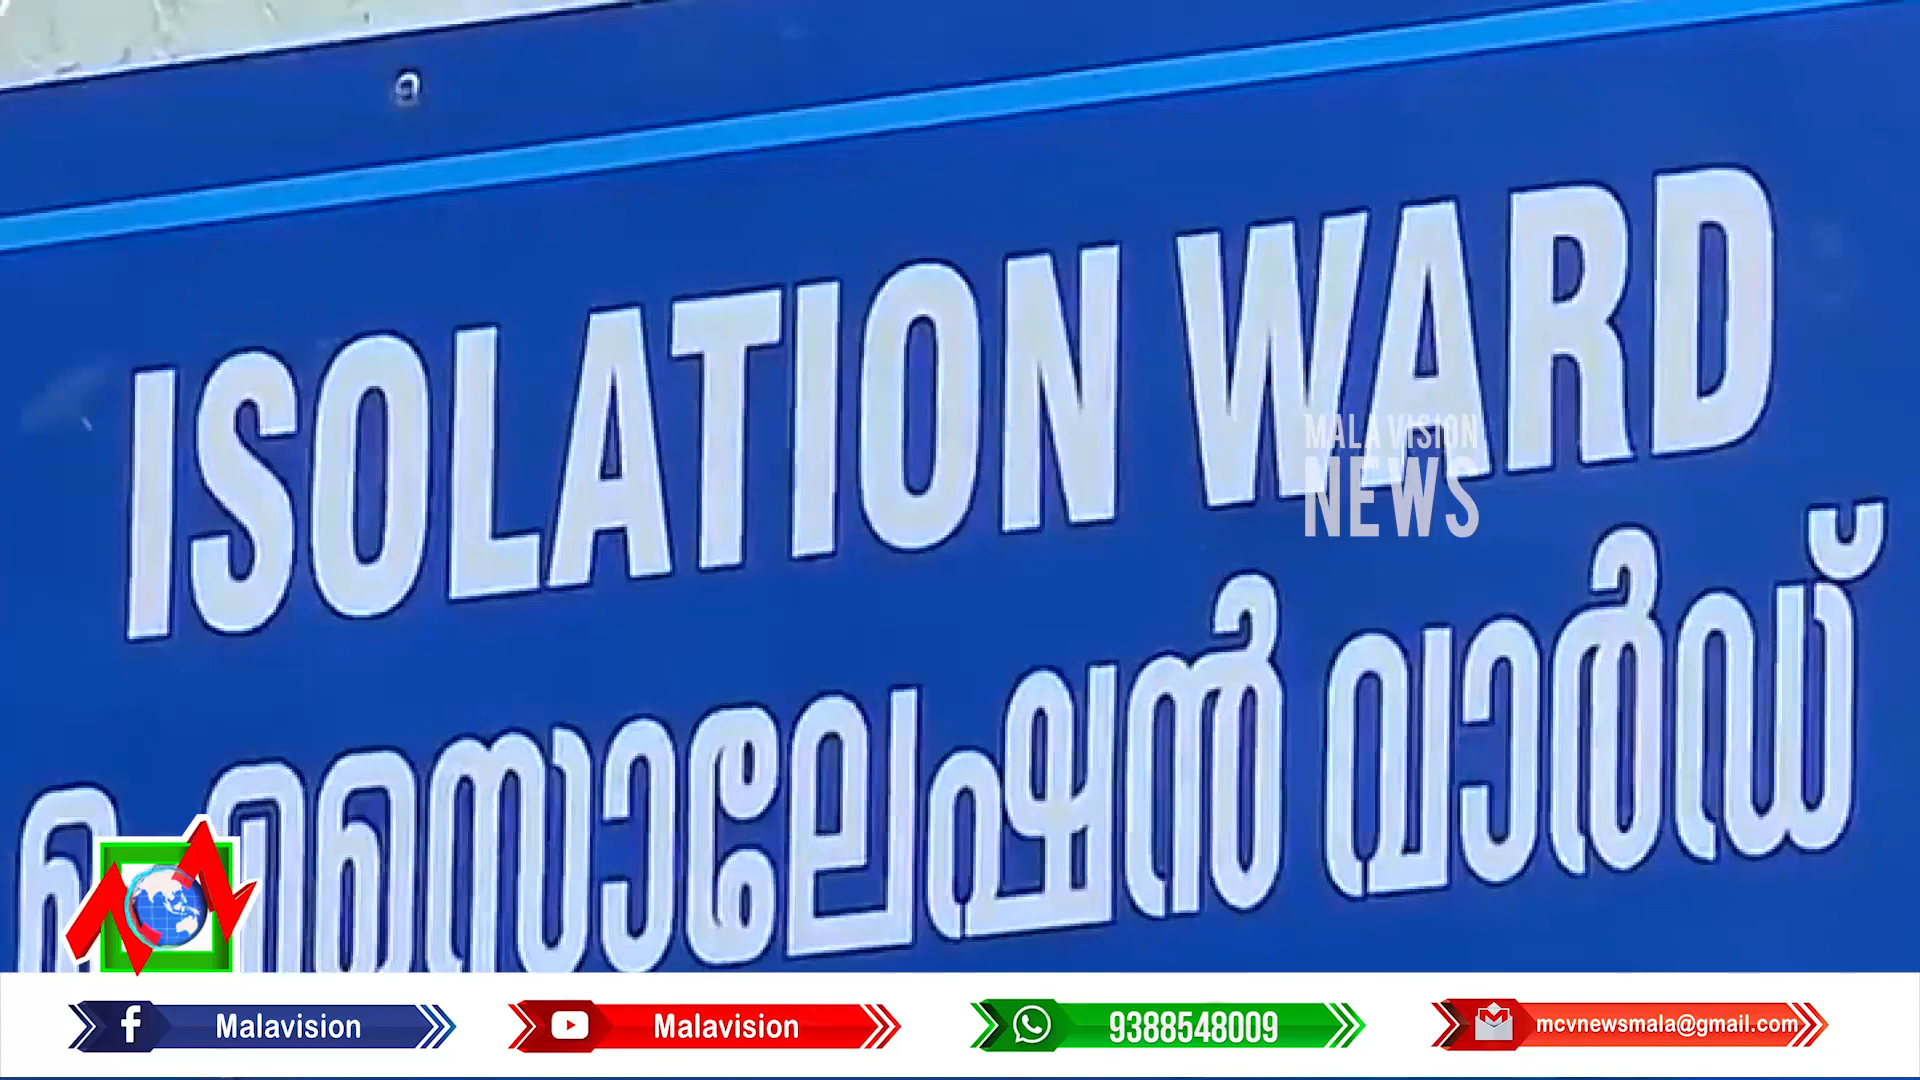 ISOLATION WARD
MALA VISION
NEWS
ഐസൊലേഷൻ വാർഡ്
Malavision
Malavision
9388548009
mcvnewsmala@gmail.com